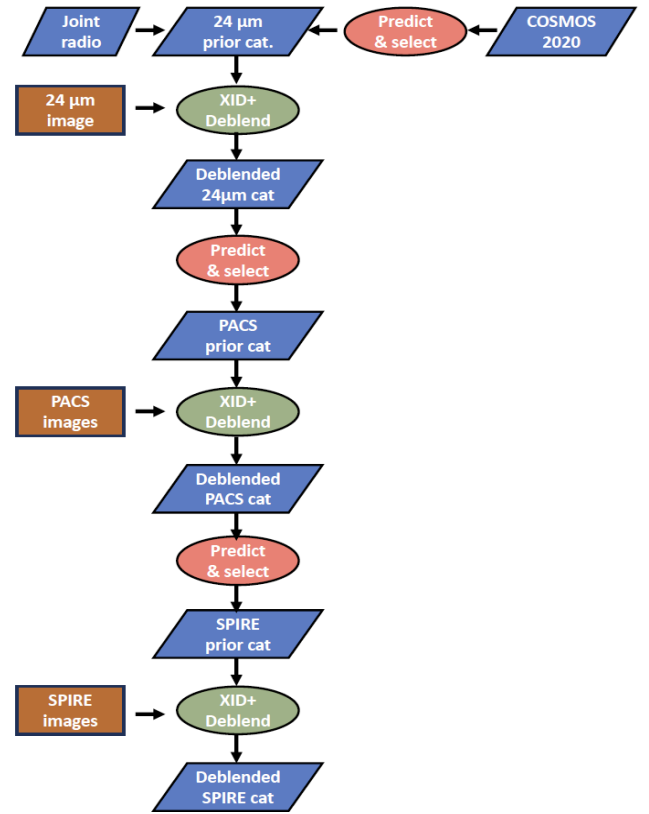 Joint
radio
24 μm
prior cat.
Predict
& select
COSMOS
2020
24 μm
image
XID+
Deblend
Deblended
24μm cat
Predict
& select
PACS
prior cat
PACS
images
XID+
Deblend
Deblended
PACS cat
Predict
& select
SPIRE
prior cat
SPIRE
images
XID+
Deblend
Deblended
SPIRE cat